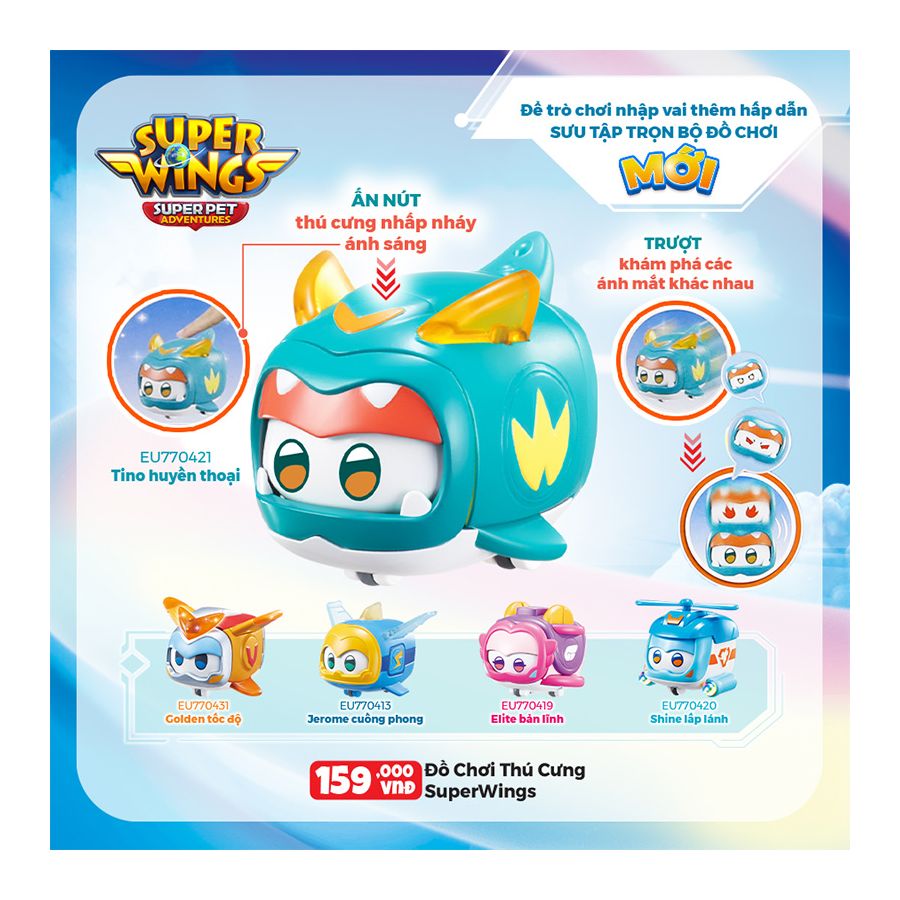 SUPER
WINGS
SUPER PET
ADVENTURES
Để trò chơi nhập vai thêm hấp dẫn
SƯU TẬP TRỌN BỘ ĐỒ CHƠI
MỚI
ẤN NÚT
thú cưng nhấp nháy
ánh sáng
TRƯỢT
khám phá các
ánh mắt khác nhau
EU770421
Tino huyền thoại
EU770431
Golden tốc độ
EU770413
Jerome cuồng phong
EU770419
Elite bản lĩnh
EU770420
Shine lấp lánh
159.000
VNĐ
Đồ Chơi Thú Cưng
SuperWings